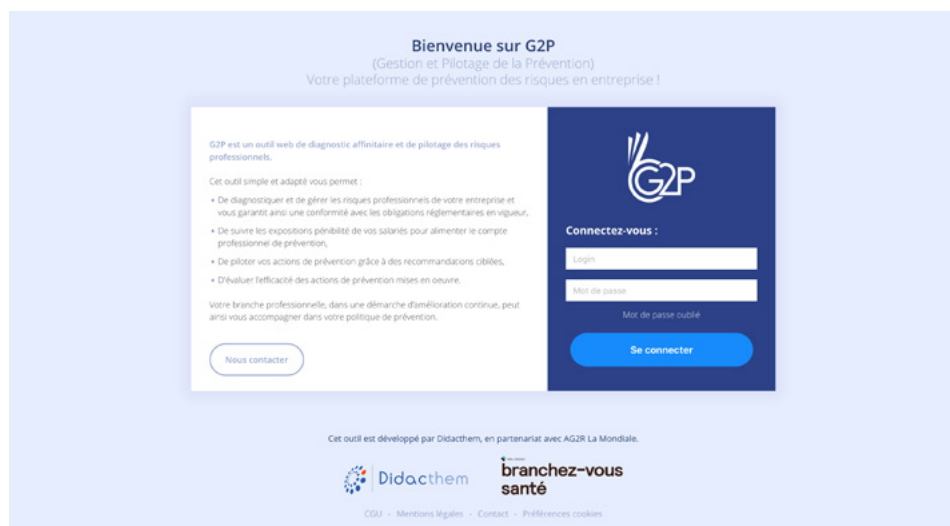 Bienvenue sur G2P
(Gestion et Pilotage de la Prévention)
Votre plateforme de prévention des risques en entreprise !
G2P est un outil web de diagnostic affinitaire et de pilotage des risques
professionnels.
Cet outil simple et adapté vous permet :
• De diagnostiquer et de gérer les risques professionnels de votre entreprise et
vous garantit ainsi une conformité avec les obligations réglementaires en vigueur,
• De suivre les expositions pénibilité de vos salariés pour alimenter le compte
professionnel de prévention,
• De piloter vos actions de prévention grâce à des recommandations ciblées,
• D'évaluer l'efficacité des actions de prévention mises en oeuvre.
Votre branche professionnelle, dans une démarche d'amélioration continue, peut
ainsi vous accompagner dans votre politique de prévention.
Nous contacter
G2P
Connectez-vous :
Login
Mot de passe
Mot de passe oublié
Se connecter
Cet outil est développé par Didacthem, en partenariat avec AG2R La Mondiale.
Didacthem
branchez-vous
santé
CGU - Mentions légales - Contact - Préférences cookies